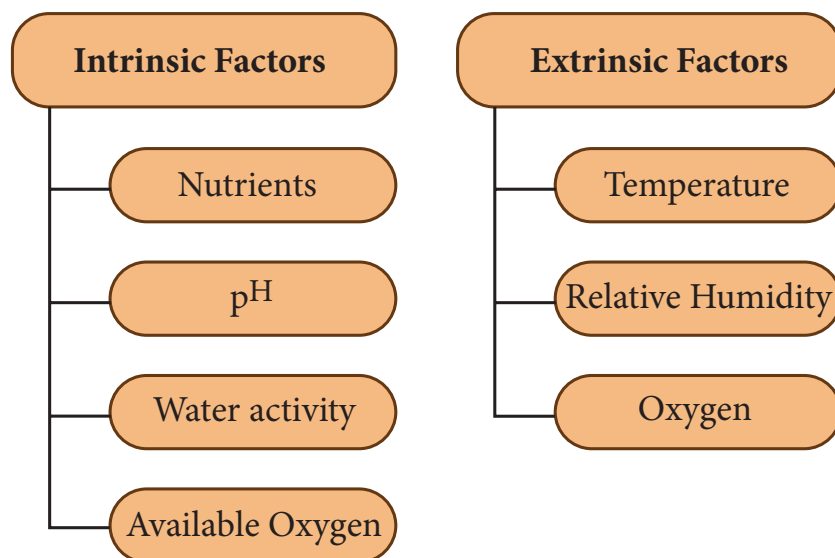 Intrinsic Factors
Nutrients
pH
Water activity
Available Oxygen
Extrinsic Factors
Temperature
Relative Humidity
Oxygen